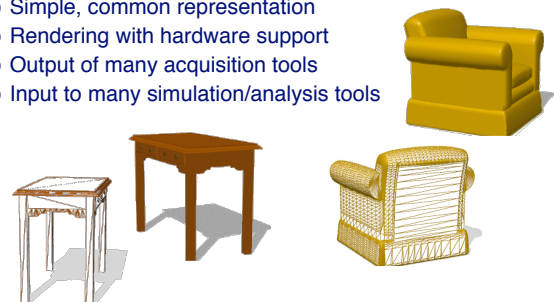 Simple, common representation
Rendering with hardware support
Output of many acquisition tools
Input to many simulation/analysis tools